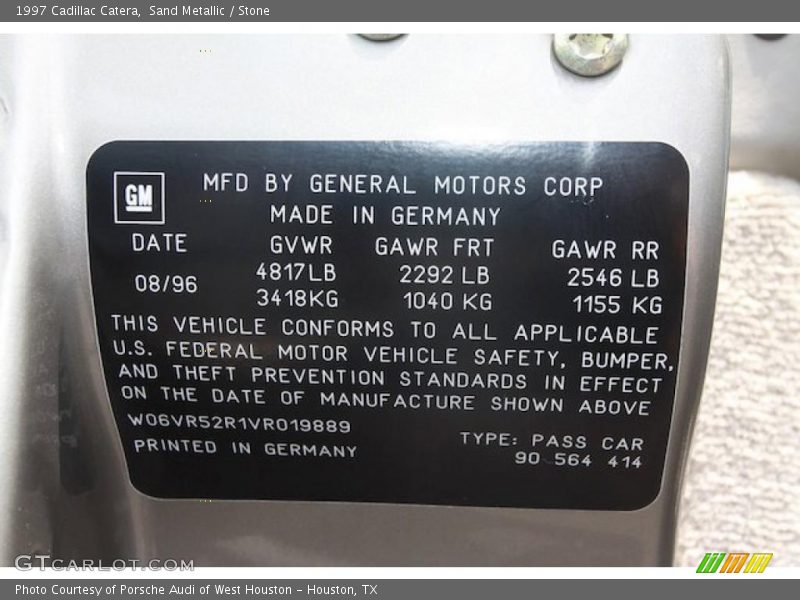 1997 Cadillac Catera, Sand Metallic / Stone
GM
MFD BY GENERAL MOTORS CORP
MADE IN GERMANY
DATE GVWR GAWR FRT GAWR RR
08/96 4817LB 2292 LB 2546 LB
3418KG 1040 KG 1155 KG
THIS VEHICLE CONFORMS TO ALL APPLICABLE
U.S. FEDERAL MOTOR VEHICLE SAFETY, BUMPER,
AND THEFT PREVENTION STANDARDS IN EFFECT
ON THE DATE OF MANUFACTURE SHOWN ABOVE
W06VR52R1VR019889
TYPE: PASS CAR
PRINTED IN GERMANY
90 564 414
GTCARLOT.COM
Photo Courtesy of Porsche Audi of West Houston – Houston, TX